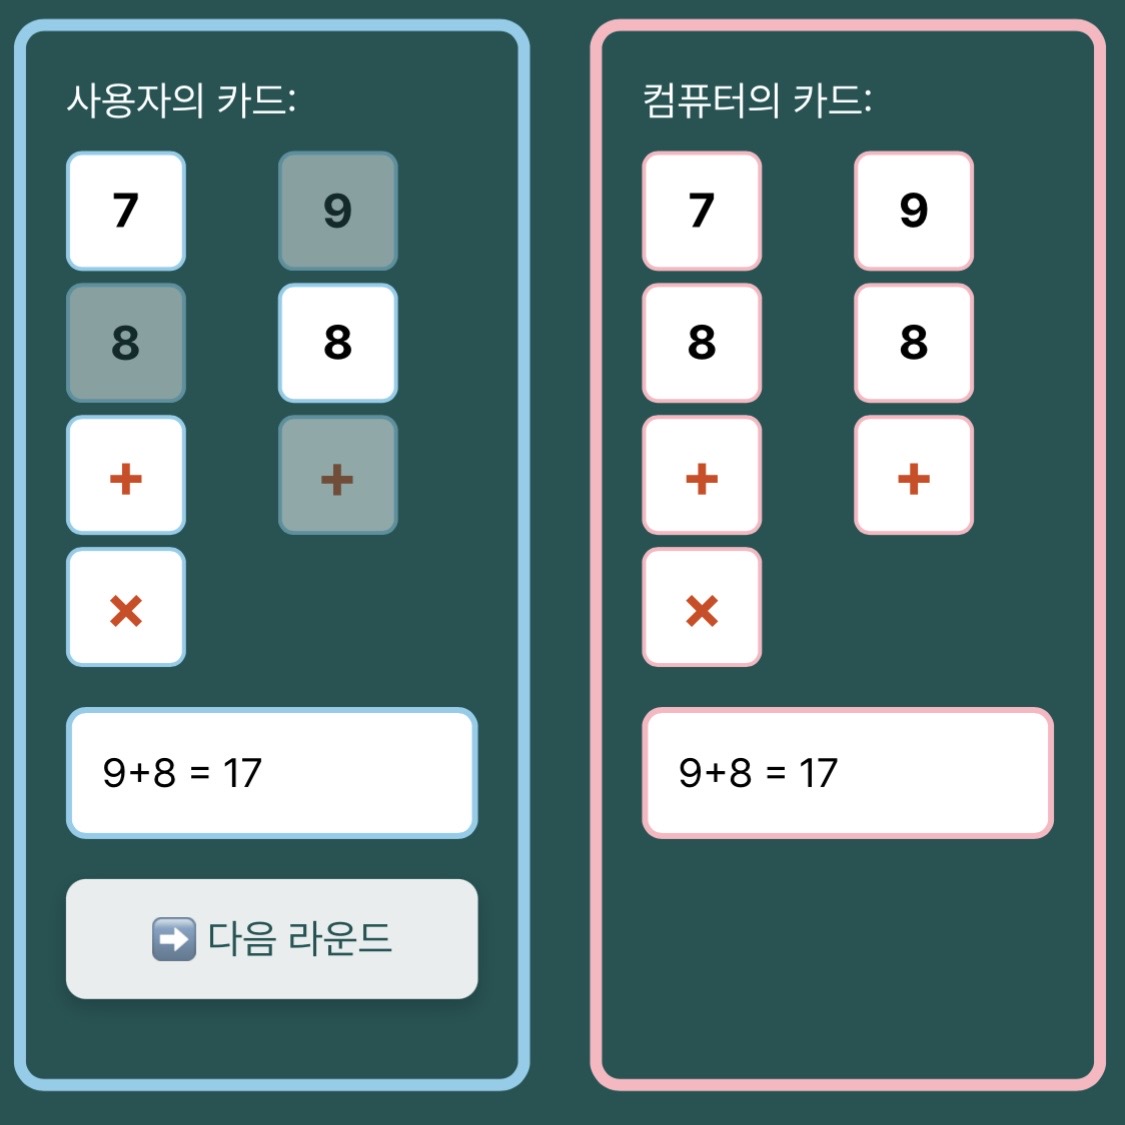 사용자의 카드:
7 9
8 8
+ +
×
9+8 = 17
➡️ 다음 라운드
컴퓨터의 카드:
7 9
8 8
+ +
×
9+8 = 17